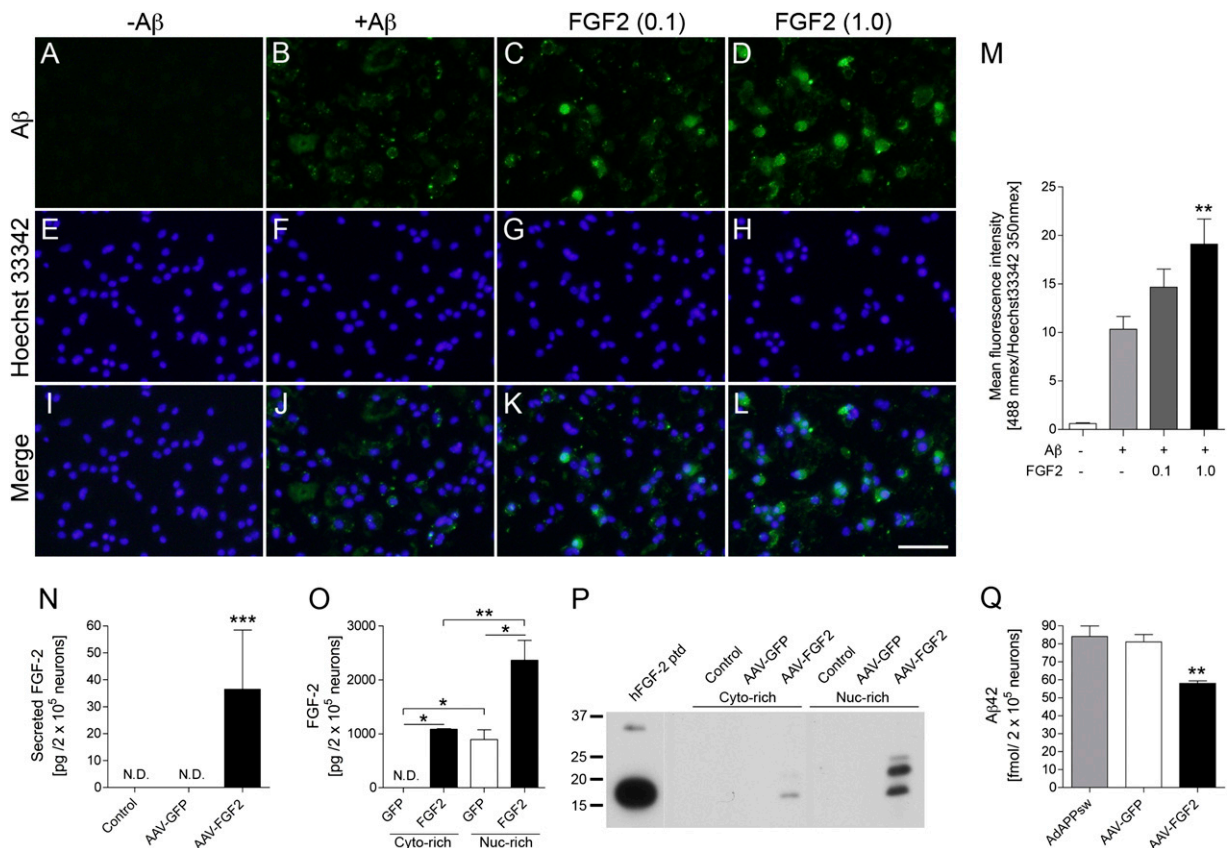 -Aβ +Aβ FGF2 (0.1) FGF2 (1.0)
A B C D M
Aβ
E F G H
Hoechst 33342
I J K L
Merge
Mean fluorescence intensity
[488 nmex/Hoechst33342 350nmex]
25
20
15
10
5
0
**
Aβ - + + +
FGF2 - - 0.1 1.0
N
Secreted FGF-2
[pg /2 x 10⁵ neurons]
60
50
40
30
20
10
0
N.D. N.D. ***
Control AAV-GFP AAV-FGF2
O
FGF-2
[pg /2 x 10⁵ neurons]
3000
2000
1000
0
**
*
*
*
N.D.
GFP FGF2 GFP FGF2
Cyto-rich Nuc-rich
P
hFGF-2 ptd Control AAV-GFP AAV-FGF2 Control AAV-GFP AAV-FGF2
Cyto-rich Nuc-rich
37
25
20
15
Q
Aβ42
[fmol/ 2 x 10⁵ neurons]
90
80
70
60
50
40
30
20
10
0
**
AdAPPsw AAV-GFP AAV-FGF2